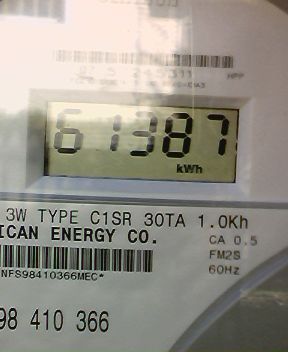 61387
kWh
3W TYPE C1SR 30TA 1.0Kh
ICAN ENERGY CO.
CA 0.5
FM2S
60Hz
NFS98410366MEC*
98 410 366